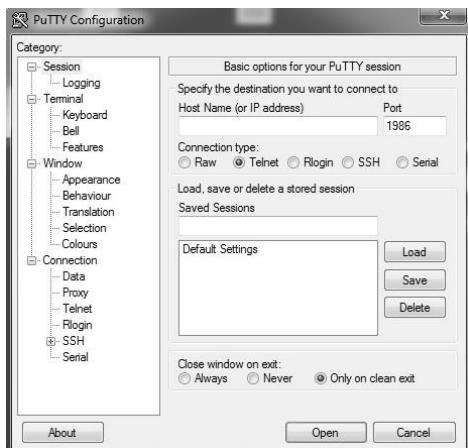 PuTTY Configuration
Category:
Session
Logging
Terminal
Keyboard
Bell
Features
Window
Appearance
Behaviour
Translation
Selection
Colours
Connection
Data
Proxy
Telnet
Rlogin
SSH
Serial
Basic options for your PuTTY session
Specify the destination you want to connect to
Host Name (or IP address) Port
1986
Connection type:
Raw Telnet Rlogin SSH Serial
Load, save or delete a stored session
Saved Sessions
Default Settings
Load
Save
Delete
Close window on exit:
Always Never Only on clean exit
About Open Cancel